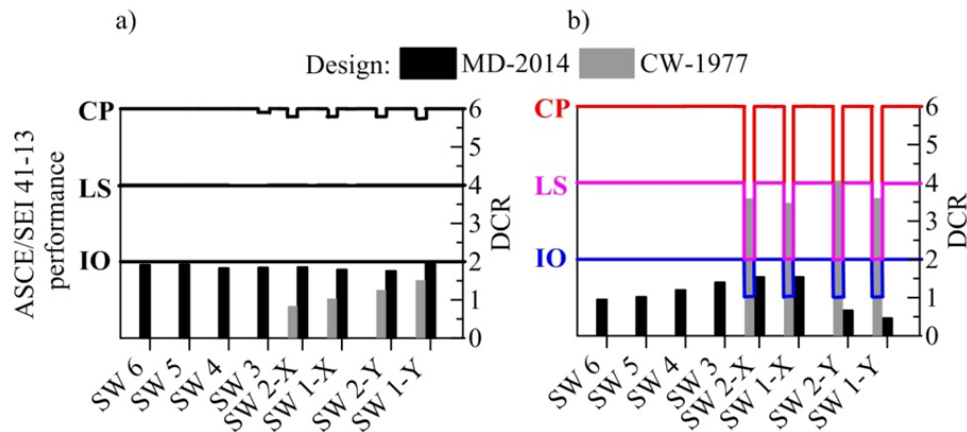 a)
b)
Design: MD-2014 CW-1977
ASCE/SEI 41-13
performance
CP
LS
IO
6
5
4
3
2
1
0
DCR
SW 6
SW 5
SW 4
SW 3
SW 2-X
SW 1-X
SW 2-Y
SW 1-Y
CP
LS
IO
6
5
4
3
2
1
0
DCR
SW 6
SW 5
SW 4
SW 3
SW 2-X
SW 1-X
SW 2-Y
SW 1-Y